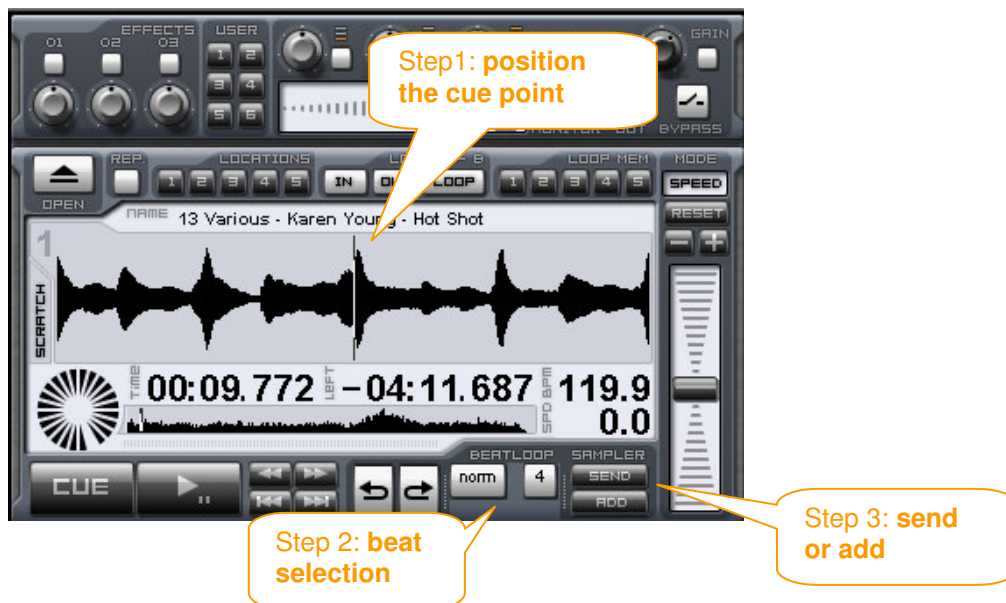 EFFECTS
USER
GAIN
01 02 03
1 2
3 4
5 6
Step1: position
the cue point
BYPASS
REP.
LOCATIONS
LOOP MEM
MODE
1 2 3 4 5
IN
LOOP
1 2 3 4 5
SPEED
OPEN
RESET
NAME 13 Various - Karen Young - Hot Shot
- +
1
SCRATCH
TIME 00:09.772 LEFT -04:11.687 BPM 119.9
SPD 0.0
BEATLOOP
SAMPLER
CUE
norm
4
SEND
ADD
Step 2: beat
selection
Step 3: send
or add